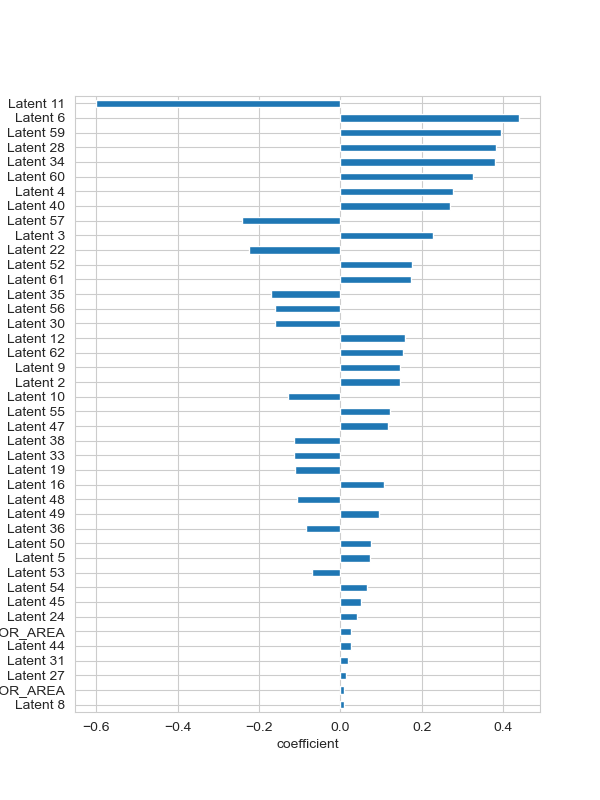 Latent 11
Latent 6
Latent 59
Latent 28
Latent 34
Latent 60
Latent 4
Latent 40
Latent 57
Latent 3
Latent 22
Latent 52
Latent 61
Latent 35
Latent 56
Latent 30
Latent 12
Latent 62
Latent 9
Latent 2
Latent 10
Latent 55
Latent 47
Latent 38
Latent 33
Latent 19
Latent 16
Latent 48
Latent 49
Latent 36
Latent 50
Latent 5
Latent 53
Latent 54
Latent 45
Latent 24
OR_AREA
Latent 44
Latent 31
Latent 27
OR_AREA
Latent 8
−0.6 −0.4 −0.2 0.0 0.2 0.4
coefficient